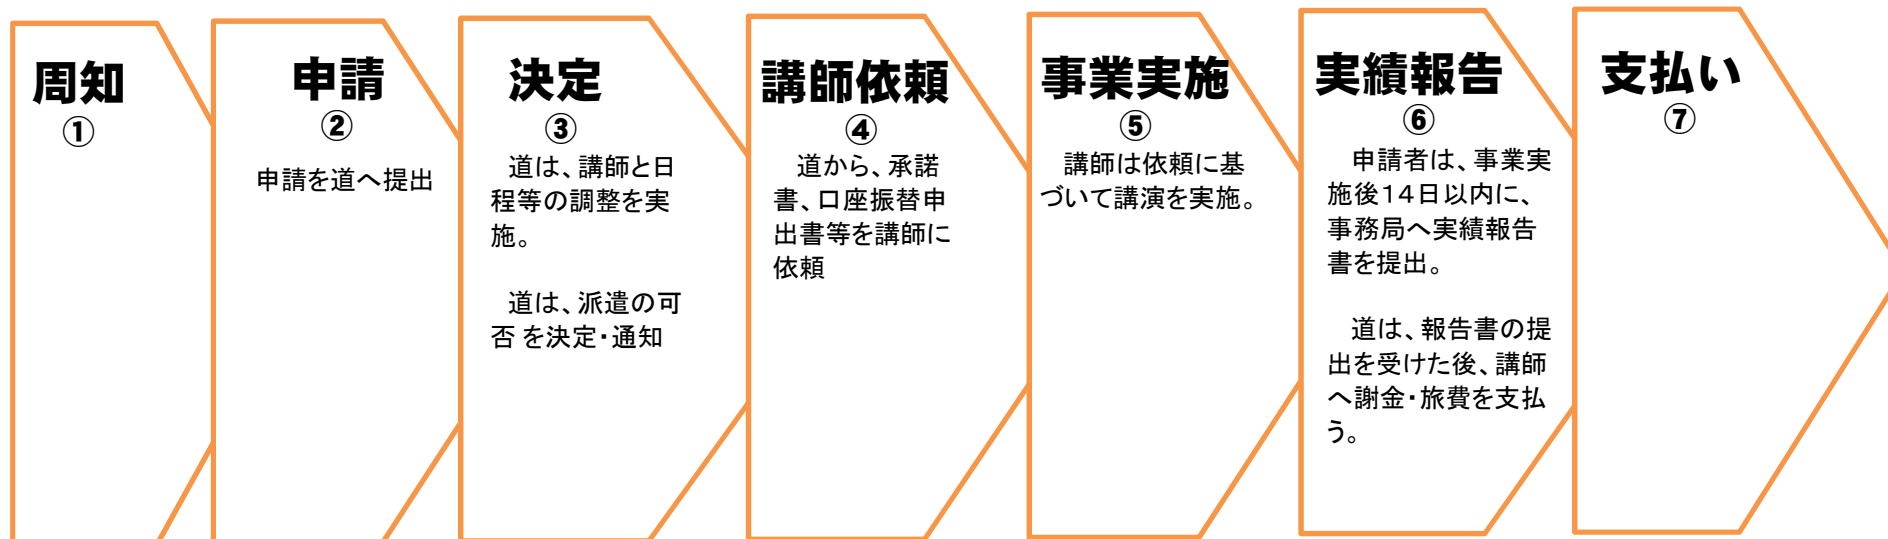 周知
①
申請
②
申請を道へ提出
決定
③
道は、講師と日
程等の調整を実
施。
道は、派遣の可
否 を決定・通知
講師依頼
④
道から、承諾
書、口座振替申
出書等を講師に
依頼
事業実施
⑤
講師は依頼に基
づいて講演を実施。
実績報告
⑥
申請者は、事業実
施後14日以内に、
事務局へ実績報告
書を提出。
道は、報告書の提
出を受けた後、講師
へ謝金・旅費を支払
う。
支払い
⑦